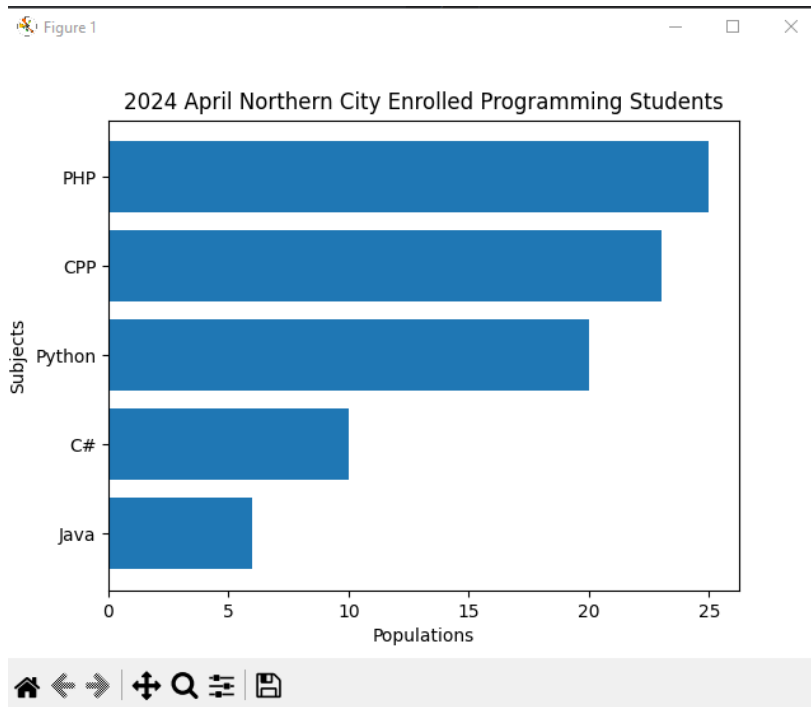 Figure 1
2024 April Northern City Enrolled Programming Students
PHP
CPP
Python
C#
Java
Subjects
0 5 10 15 20 25
Populations